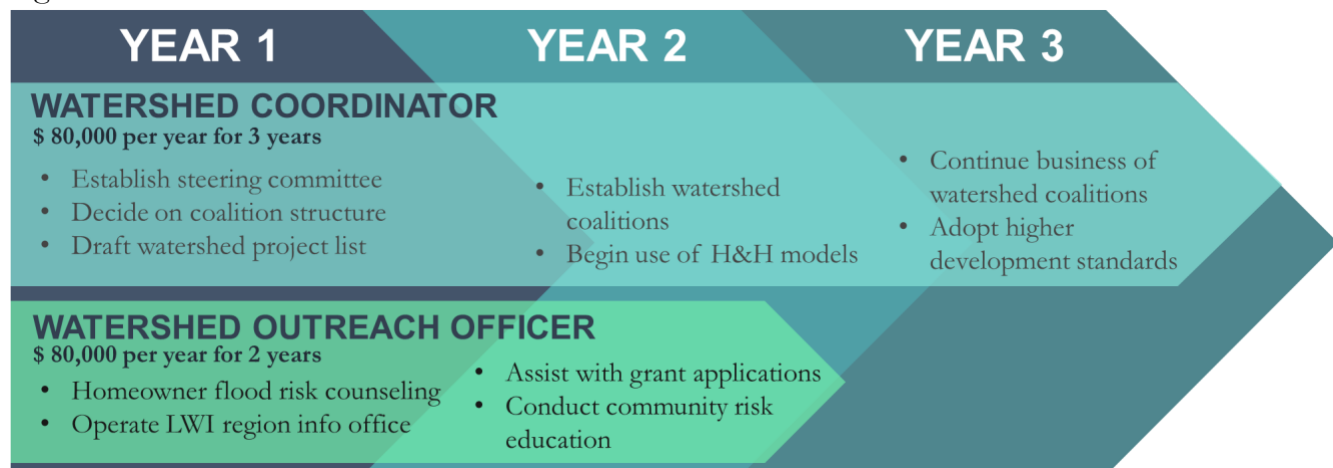 YEAR 1
YEAR 2
YEAR 3
WATERSHED COORDINATOR
$ 80,000 per year for 3 years
• Establish steering committee
• Decide on coalition structure
• Draft watershed project list
• Establish watershed
coalitions
• Begin use of H&H models
• Continue business of
watershed coalitions
• Adopt higher
development standards
WATERSHED OUTREACH OFFICER
$ 80,000 per year for 2 years
• Homeowner flood risk counseling
• Operate LWI region info office
• Assist with grant applications
• Conduct community risk
education